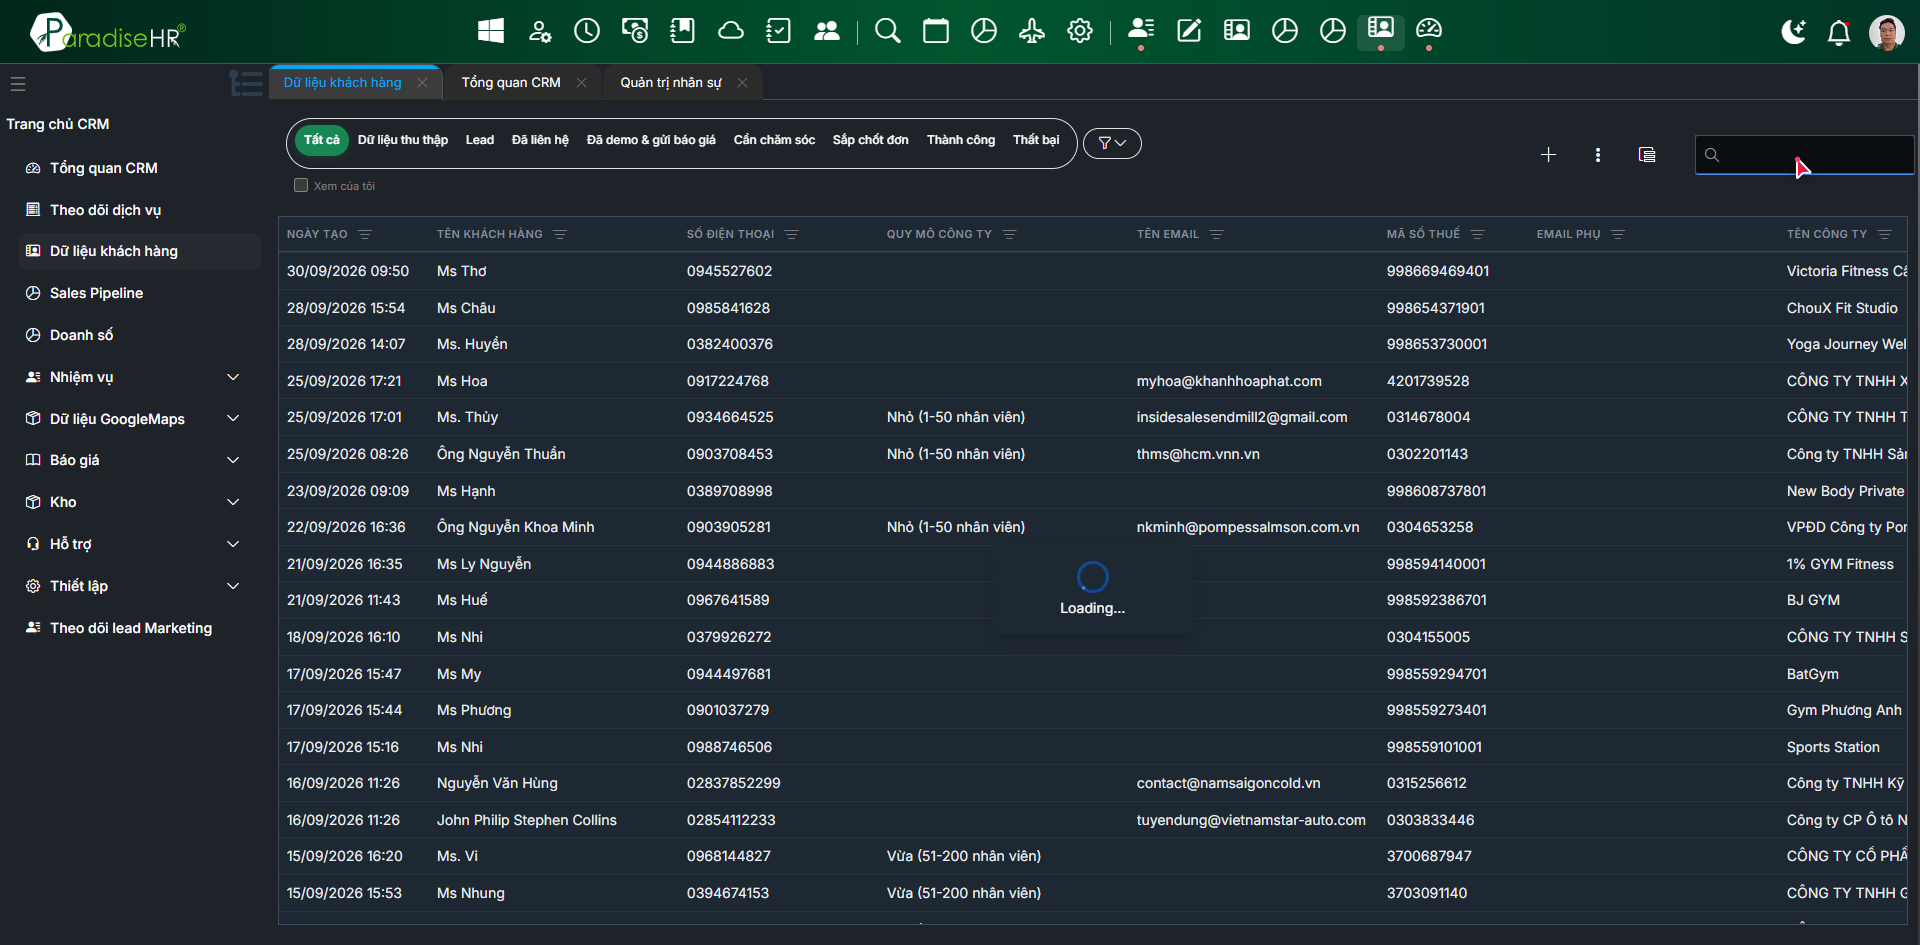 ParadiseHR®
Dữ liệu khách hàng
Tổng quan CRM
Quản trị nhân sự
Trang chủ CRM
Tổng quan CRM
Theo dõi dịch vụ
Dữ liệu khách hàng
Sales Pipeline
Doanh số
Nhiệm vụ
Dữ liệu GoogleMaps
Báo giá
Kho
Hỗ trợ
Thiết lập
Theo dõi lead Marketing
Tất cả Dữ liệu thu thập Lead Đã liên hệ Đã demo & gửi báo giá Cần chăm sóc Sắp chốt đơn Thành công Thất bại
Xem của tôi
NGÀY TẠO TÊN KHÁCH HÀNG SỐ ĐIỆN THOẠI QUY MÔ CÔNG TY TÊN EMAIL MÃ SỐ THUẾ EMAIL PHỤ TÊN CÔNG TY
30/09/2026 09:50 Ms Thơ 0945527602 998669469401 Victoria Fitness
28/09/2026 15:54 Ms Châu 0985841628 998654371901 ChouX Fit Studio
28/09/2026 14:07 Ms. Huyền 0382400376 998653730001 Yoga Journey Wel
25/09/2026 17:21 Ms Hoa 0917224768 myhoa@khanhhoaphat.com 4201739528 CÔNG TY TNHH X
25/09/2026 17:01 Ms. Thủy 0934664525 Nhỏ (1-50 nhân viên) insidesalesendmill2@gmail.com 0314678004 CÔNG TY TNHH T
25/09/2026 08:26 Ông Nguyễn Thuần 0903708453 Nhỏ (1-50 nhân viên) thms@hcm.vnn.vn 0302201143 Công ty TNHH Sản
23/09/2026 09:09 Ms Hạnh 0389708998 998608737801 New Body Private
22/09/2026 16:36 Ông Nguyễn Khoa Minh 0903905281 Nhỏ (1-50 nhân viên) nkminh@pompessalmson.com.vn 0304653258 VPĐD Công ty Por
21/09/2026 16:35 Ms Ly Nguyễn 0944886883 998594140001 1% GYM Fitness
21/09/2026 11:43 Ms Huế 0967641589 998592386701 BJ GYM
18/09/2026 16:10 Ms Nhi 0379926272 0304155005 CÔNG TY TNHH S
17/09/2026 15:47 Ms My 0944497681 998559294701 BatGym
17/09/2026 15:44 Ms Phương 0901037279 998559273401 Gym Phương Anh
17/09/2026 15:16 Ms Nhi 0988746506 998559101001 Sports Station
16/09/2026 11:26 Nguyễn Văn Hùng 02837852299 contact@namsaigoncold.vn 0315256612 Công ty TNHH Kỹ
16/09/2026 11:26 John Philip Stephen Collins 02854112233 tuyendung@vietnamstar-auto.com 0303833446 Công ty CP Ô tô N
15/09/2026 16:20 Ms. Vi 0968144827 Vừa (51-200 nhân viên) 3700687947 CÔNG TY CỔ PHẦ
15/09/2026 15:53 Ms Nhung 0394674153 Vừa (51-200 nhân viên) 3703091140 CÔNG TY TNHH G
Loading...